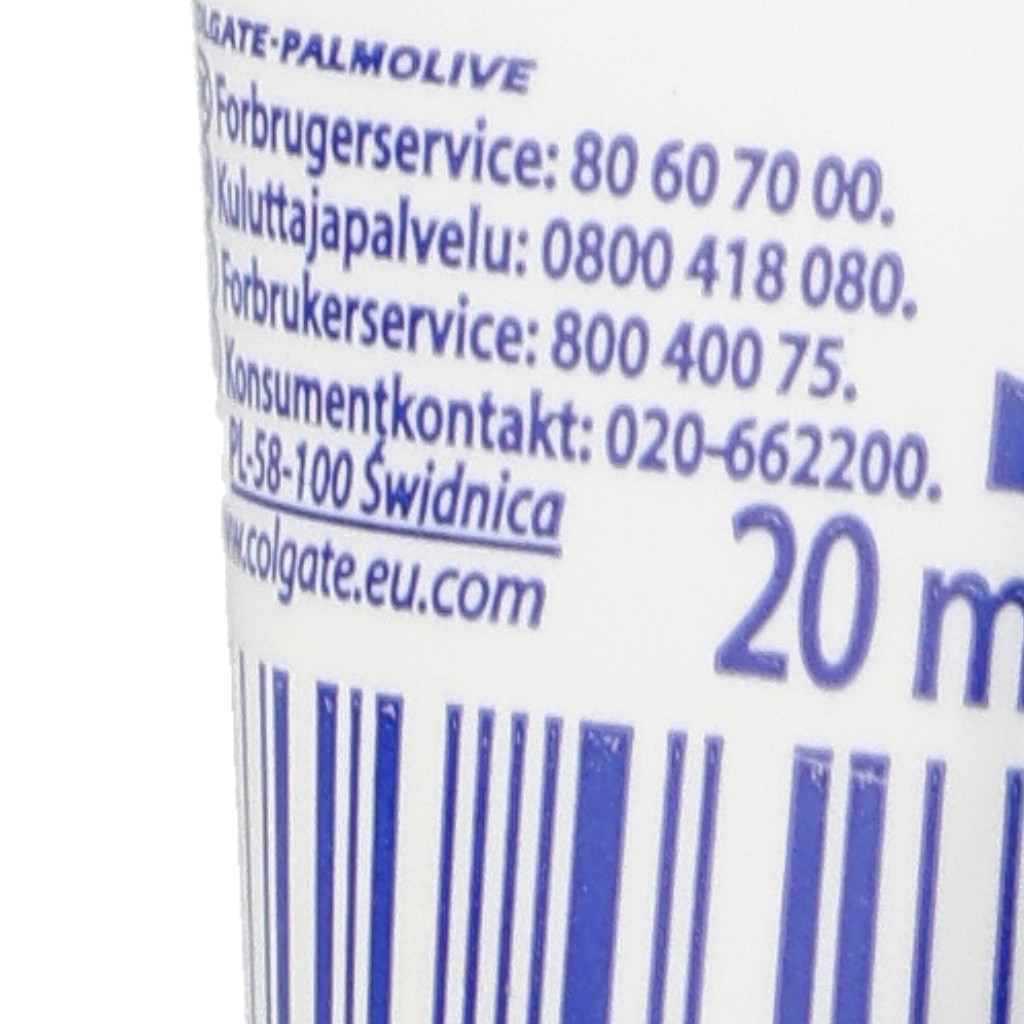 COLGATE-PALMOLIVE
Forbrugerservice: 80 60 70 00.
Kuluttajapalvelu: 0800 418 080.
Forbrukerservice: 800 400 75.
Konsumentkontakt: 020-662200.
PL-58-100 Świdnica
www.colgate.eu.com
20 m